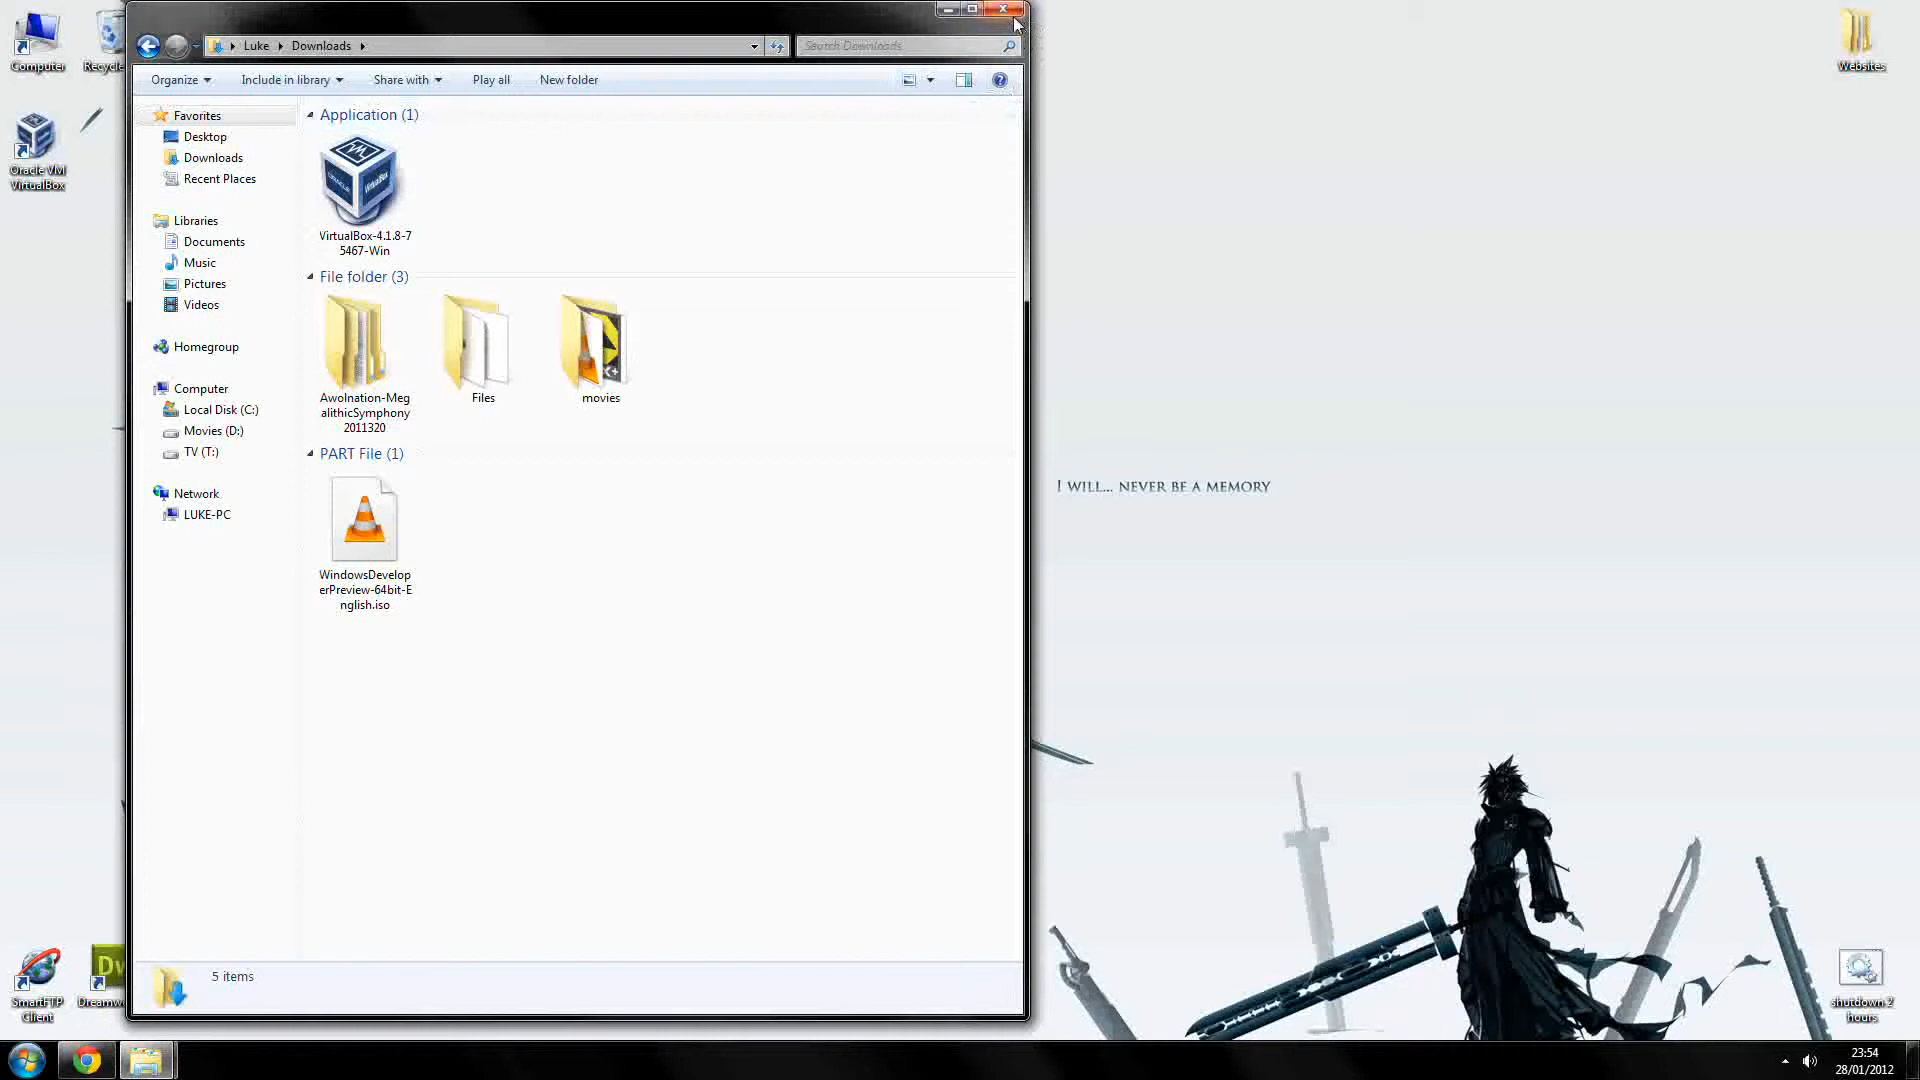 Computer
Recycle
Luke
Downloads
Search Downloads
Websites
Organize
Include in library
Share with
Play all
New folder
Favorites
Desktop
Downloads
Recent Places
Libraries
Documents
Music
Pictures
Videos
Homegroup
Computer
Local Disk (C:)
Movies (D:)
TV (T:)
Network
LUKE-PC
Application (1)
VirtualBox-4.1.8-7
5467-Win
File folder (3)
Awolnation-Meg
alithicSymphony
2011320
Files
movies
PART File (1)
WindowsDevelop
erPreview-64bit-E
nglish.iso
Oracle VM
VirtualBox
I WILL... NEVER BE A MEMORY
5 items
SmartFTP
Client
Dw
Dreamw
shutdown 2
hours
23:54
28/01/2012